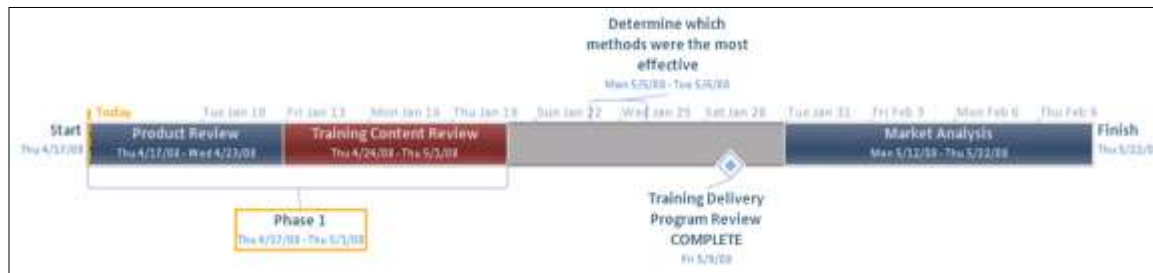 Determine which
methods were the most
effective
Mon 5/5/08 - Tue 5/6/08
Today
Tue Jan 10
Fri Jan 13
Mon Jan 16
Thu Jan 19
Sun Jan 22
Wed Jan 25
Sat Jan 28
Tue Jan 31
Fri Feb 3
Mon Feb 6
Thu Feb 9
Start
Thu 4/17/08
Product Review
Thu 4/17/08 - Wed 4/23/08
Training Content Review
Thu 4/24/08 - Thu 5/1/08
Market Analysis
Mon 5/12/08 - Thu 5/22/08
Finish
Thu 5/22/0
Phase 1
Thu 4/17/08 - Thu 5/1/08
Training Delivery
Program Review
COMPLETE
Fri 5/9/08